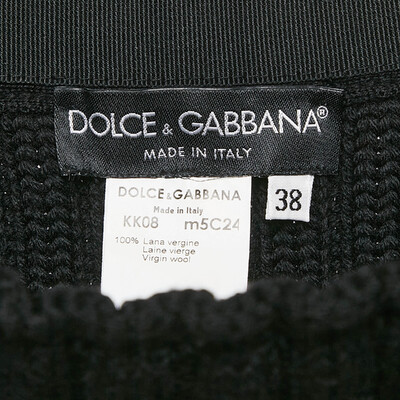 DOLCE & GABBANA®
MADE IN ITALY
DOLCE & GABBANA
Made in Italy
KK08 m5C24
100% Lana vergine
Laine vierge
Virgin wool
38